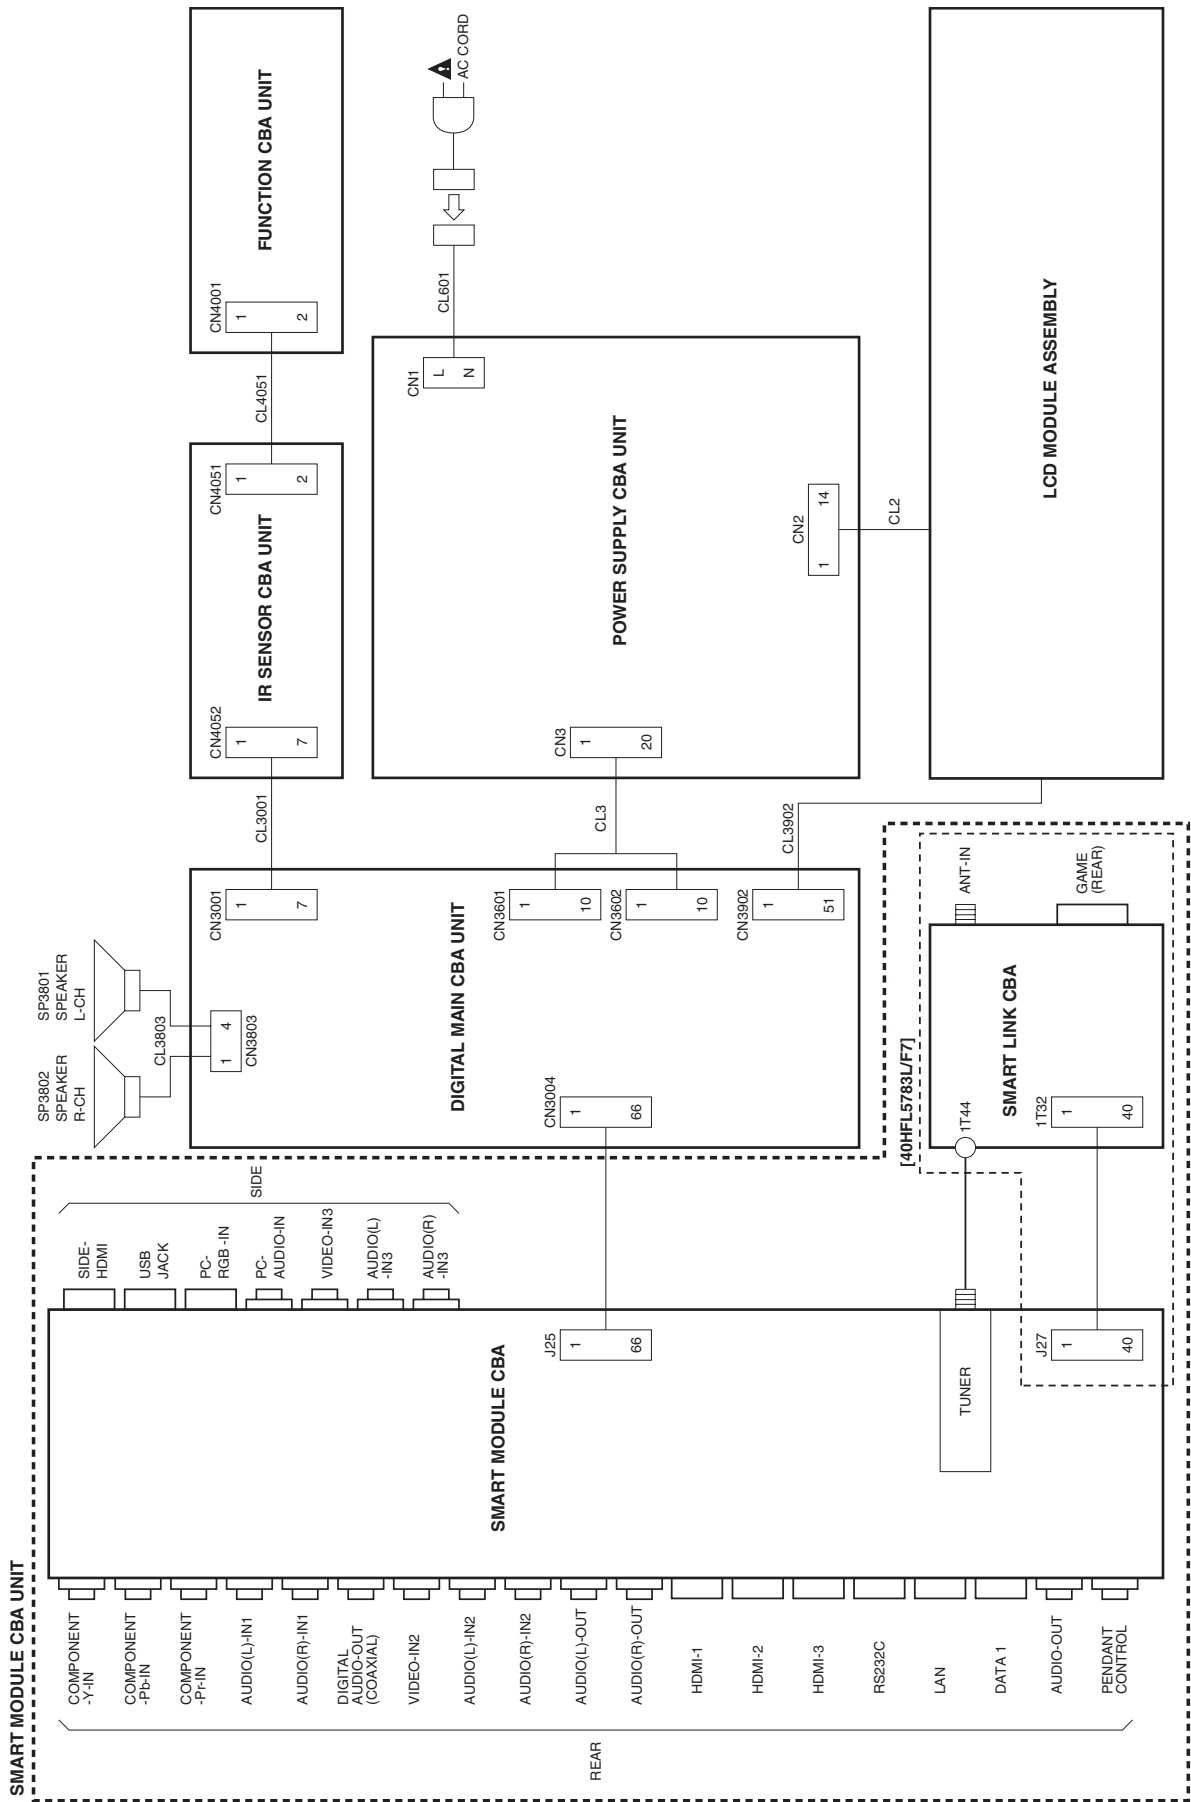 SMART MODULE CBA UNIT
REAR
COMPONENT
-Y-IN
COMPONENT
-Pb-IN
COMPONENT
-Pr-IN
AUDIO(L)-IN1
AUDIO(R)-IN1
DIGITAL
AUDIO-OUT
(COAXIAL)
VIDEO-IN2
AUDIO(L)-IN2
AUDIO(R)-IN2
AUDIO(L)-OUT
AUDIO(R)-OUT
HDMI-1
HDMI-2
HDMI-3
RS232C
LAN
DATA 1
AUDIO-OUT
PENDANT
CONTROL
SMART MODULE CBA
J25
1
66
TUNER
J27
1
40
SIDE-
HDMI
USB
JACK
PC-
RGB -IN
PC-
AUDIO-IN
VIDEO-IN3
AUDIO(L)
-IN3
AUDIO(R)
-IN3
SIDE
[40HFL5783L/F7]
1T44
1T32
1
40
SMART LINK CBA
ANT-IN
GAME
(REAR)
SP3802
SPEAKER
R-CH
SP3801
SPEAKER
L-CH
CL3803
1
4
CN3803
DIGITAL MAIN CBA UNIT
CN3004
1
66
CN3001
1
7
CN3601
1
10
CN3602
1
10
CN3902
1
51
CL3001
CL3
CL3902
CN4052
1
7
IR SENSOR CBA UNIT
CN4051
1
2
CL4051
CN4001
1
2
FUNCTION CBA UNIT
CN3
1
20
POWER SUPPLY CBA UNIT
CN2
1
14
CL2
CN1
L
N
CL601
AC CORD
!
LCD MODULE ASSEMBLY